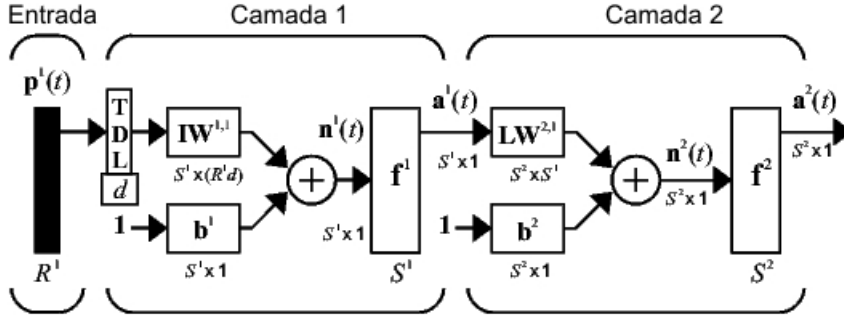 Entrada
Camada 1
Camada 2
p¹(t)
T
D
L
d
IW¹,¹
S¹×(R¹d)
1
b¹
S¹×1
n¹(t)
S¹×1
f¹
a¹(t)
S¹×1
LW²,¹
S²×S¹
1
b²
S²×1
n²(t)
S²×1
f²
a²(t)
S²×1
R¹
S¹
S²